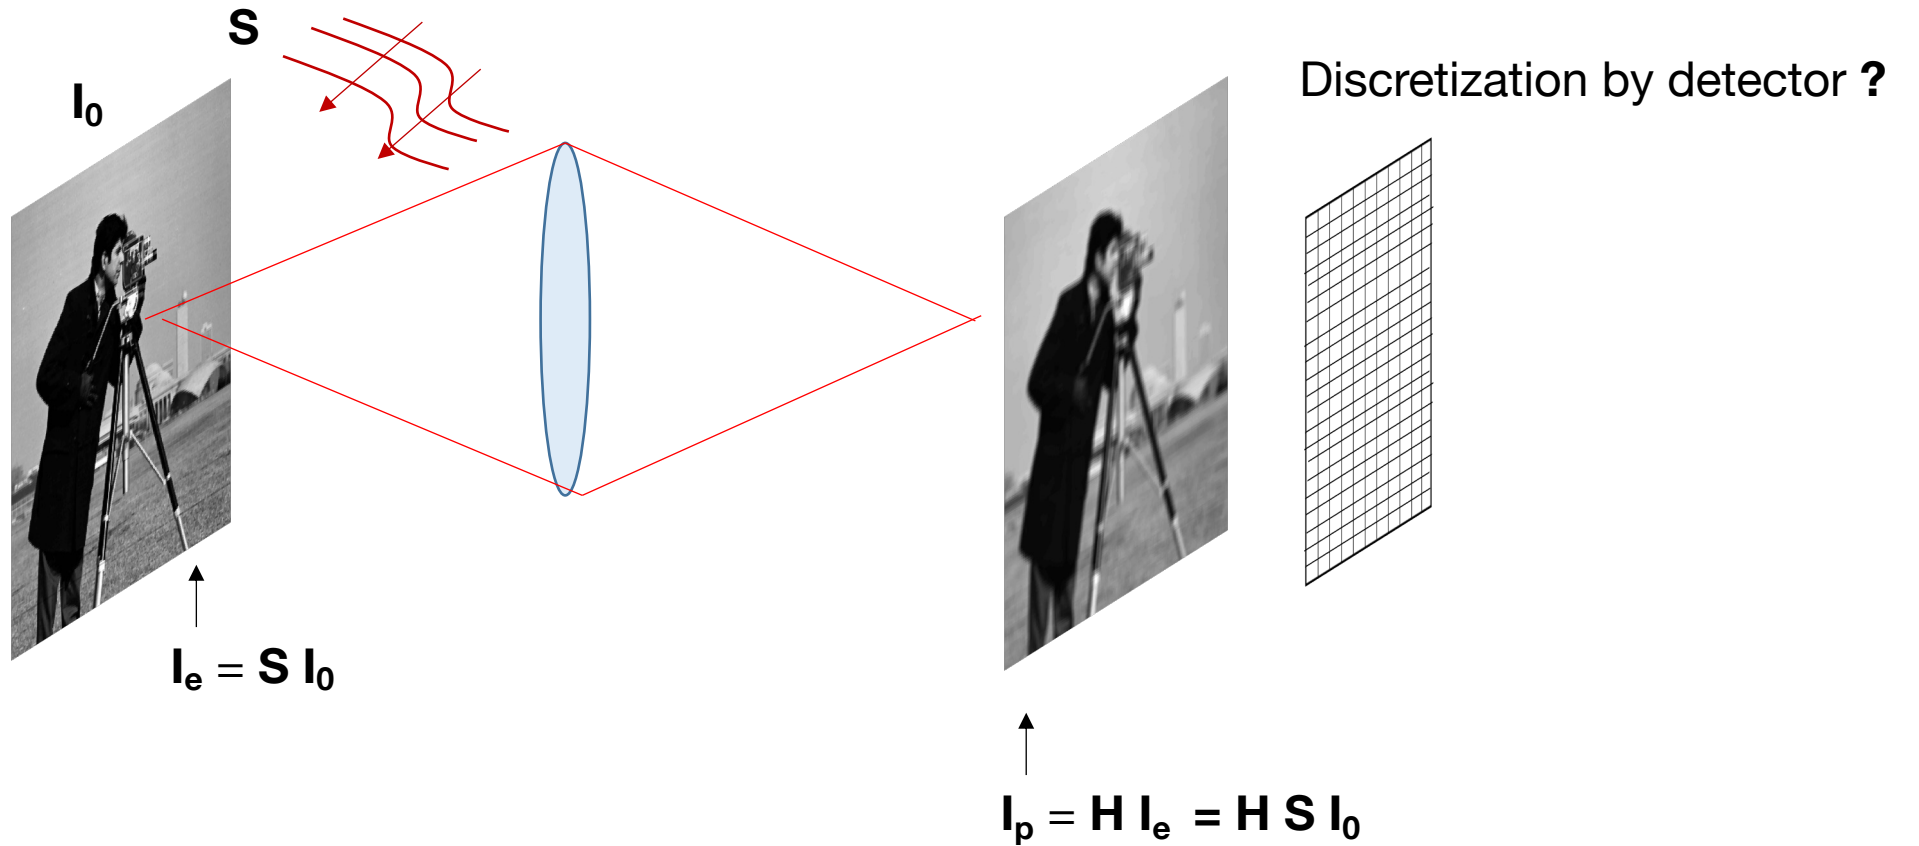 S
I₀
Discretization by detector ?
Iₑ = S I₀
Iₚ = H Iₑ = H S I₀